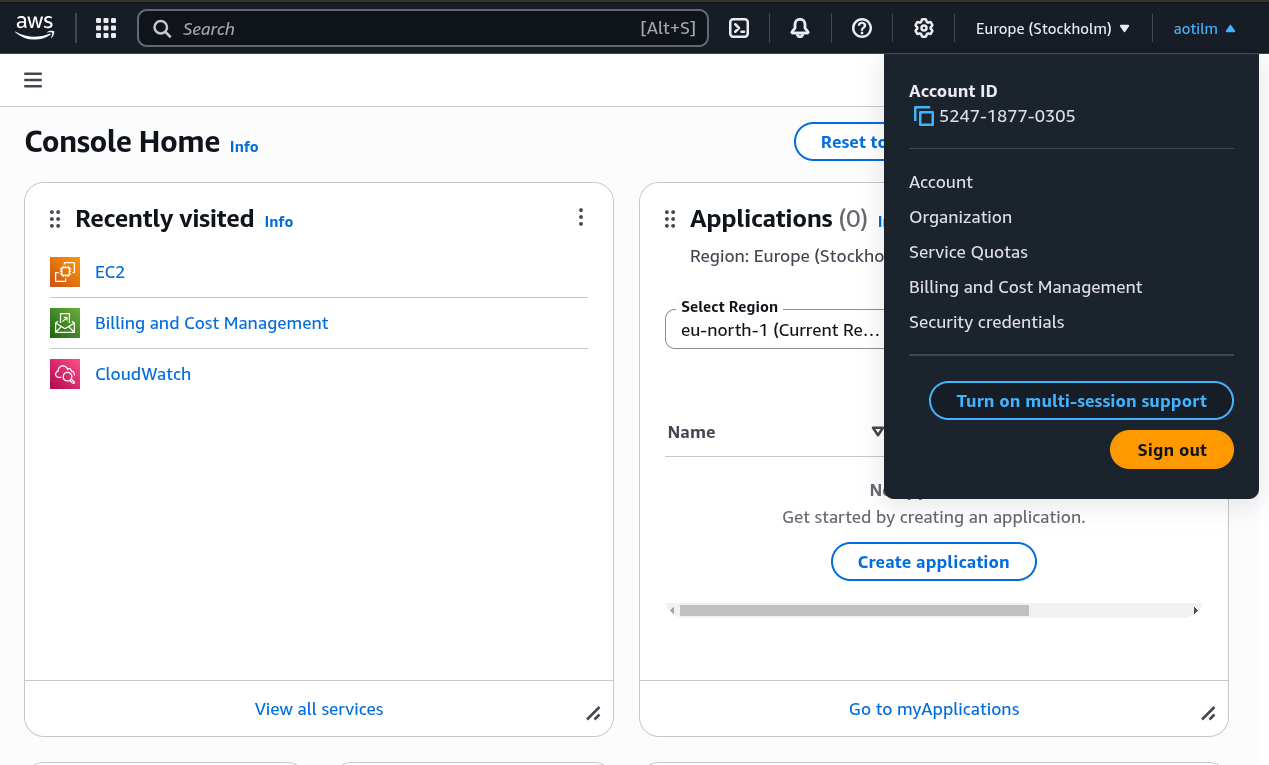 aws
Search [Alt+S]
Europe (Stockholm)
aotilm
Account ID
5247-1877-0305
Account
Organization
Service Quotas
Billing and Cost Management
Security credentials
Turn on multi-session support
Sign out
Console Home Info
Reset to
Recently visited Info
EC2
Billing and Cost Management
CloudWatch
View all services
Applications (0)
Region: Europe (Stockho
Select Region
eu-north-1 (Current Re...
Name
Get started by creating an application.
Create application
Go to myApplications